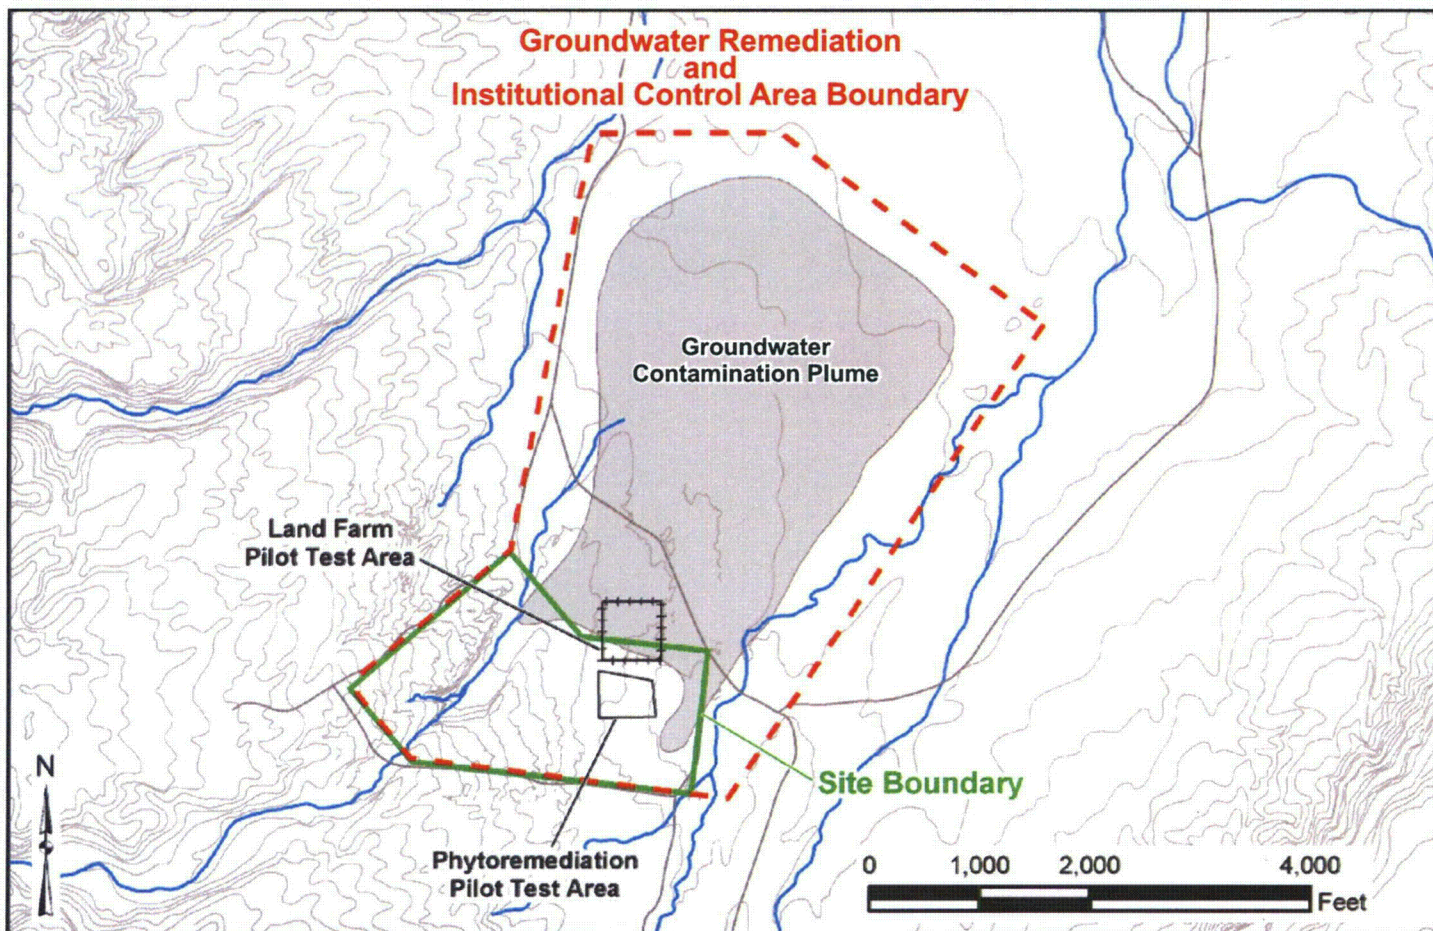 Groundwater Remediation
and
Institutional Control Area Boundary
Groundwater
Contamination Plume
Land Farm
Pilot Test Area
Site Boundary
N
Phytoremediation
Pilot Test Area
0 1,000 2,000 4,000
Feet